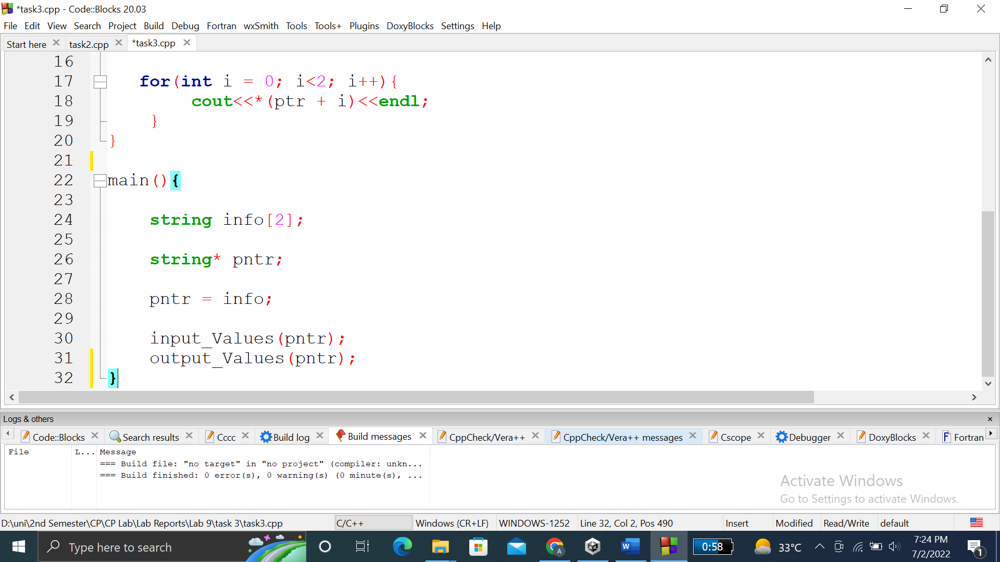 *task3.cpp - Code::Blocks 20.03
File Edit View Search Project Build Debug Fortran wxSmith Tools Tools+ Plugins DoxyBlocks Settings Help
Start here task2.cpp *task3.cpp
16
17 for(int i = 0; i<2; i++){
18 cout<<*(ptr + i)<<endl;
19 }
20 }
21
22 main(){
23
24 string info[2];
25
26 string* pntr;
27
28 pntr = info;
29
30 input_Values(pntr);
31 output_Values(pntr);
32 }
Logs & others
Code::Blocks Search results Cccc Build log Build messages CppCheck/Vera++ CppCheck/Vera++ messages Cscope Debugger DoxyBlocks Fortran
File L... Message
=== Build file: "no target" in "no project" (compiler: unkn...
=== Build finished: 0 error(s), 0 warning(s) (0 minute(s), ...
Activate Windows
Go to Settings to activate Windows.
D:\uni\2nd Semester\CP\CP Lab\Lab Reports\Lab 9\task 3\task3.cpp C/C++ Windows (CR+LF) WINDOWS-1252 Line 32, Col 2, Pos 490 Insert Modified Read/Write default
Type here to search 0:58 33°C 7:24 PM
7/2/2022 1